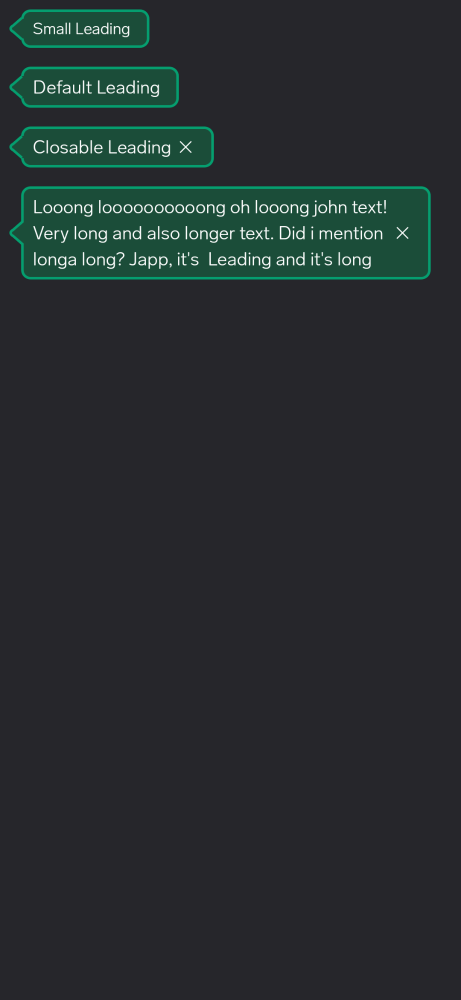 Small Leading
Default Leading
Closable Leading
Looong loooooooooong oh looong john text!
Very long and also longer text. Did i mention
longa long? Japp, it's  Leading and it's long